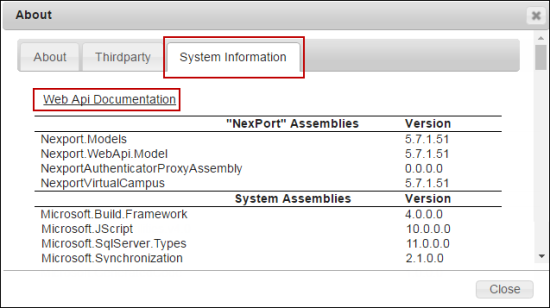 About
About Thirdparty System Information
Web Api Documentation
"NexPort" Assemblies Version
Nexport.Models 5.7.1.51
Nexport.WebApi.Model 5.7.1.51
NexportAuthenticatorProxyAssembly 0.0.0.0
NexportVirtualCampus 5.7.1.51
System Assemblies Version
Microsoft.Build.Framework 4.0.0.0
Microsoft.JScript 10.0.0.0
Microsoft.SqlServer.Types 11.0.0.0
Microsoft.Synchronization 2.1.0.0
Close